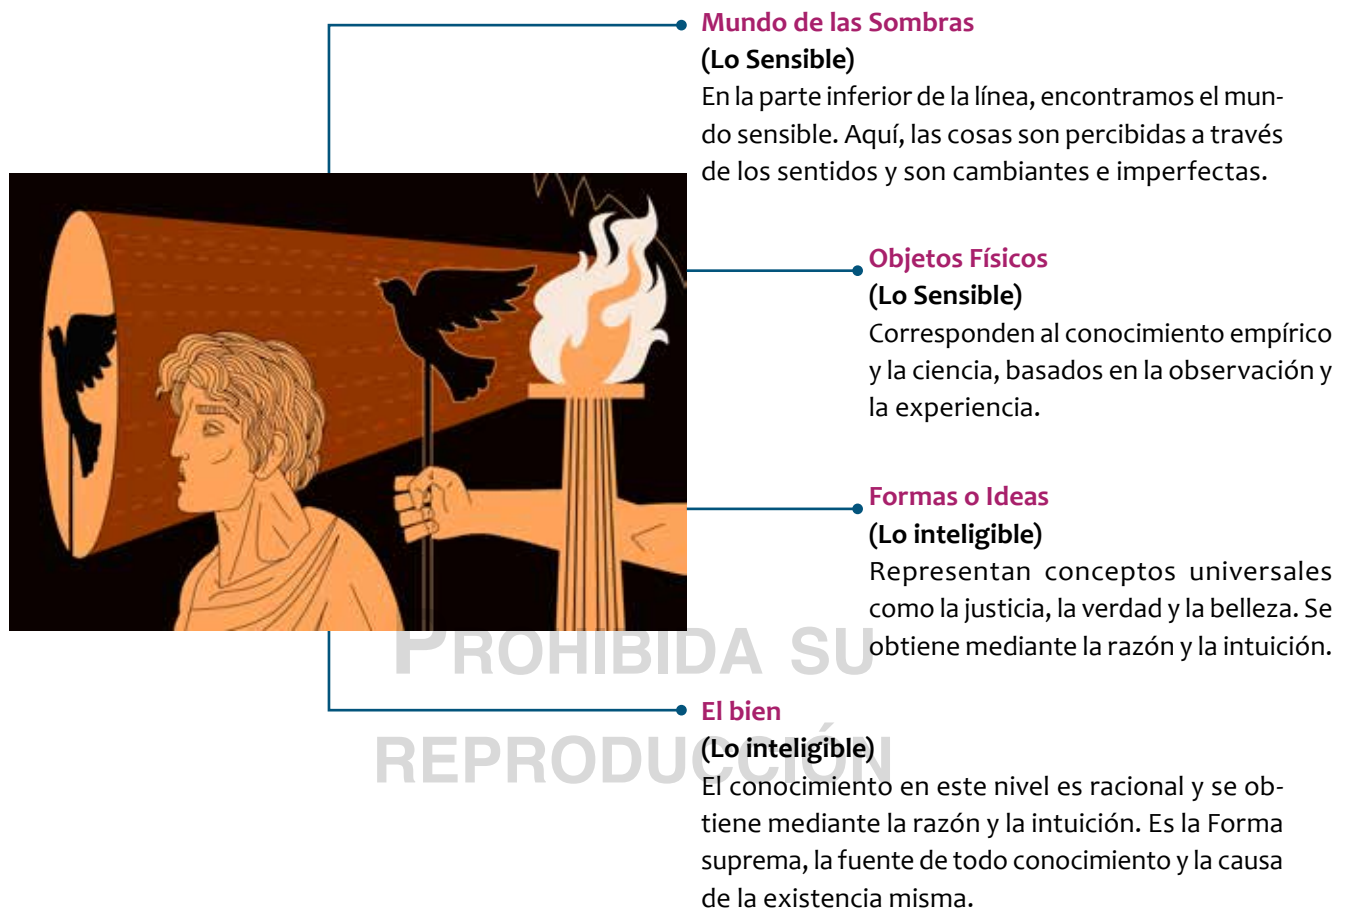 Mundo de las Sombras
(Lo Sensible)
En la parte inferior de la línea, encontramos el mun-
do sensible. Aquí, las cosas son percibidas a través
de los sentidos y son cambiantes e imperfectas.
Objetos Físicos
(Lo Sensible)
Corresponden al conocimiento empírico
y la ciencia, basados en la observación y
la experiencia.
Formas o Ideas
(Lo inteligible)
Representan conceptos universales
como la justicia, la verdad y la belleza. Se
obtiene mediante la razón y la intuición.
PROHIBIDA SU
REPRODUCCIÓN
El bien
(Lo inteligible)
El conocimiento en este nivel es racional y se ob-
tiene mediante la razón y la intuición. Es la Forma
suprema, la fuente de todo conocimiento y la causa
de la existencia misma.